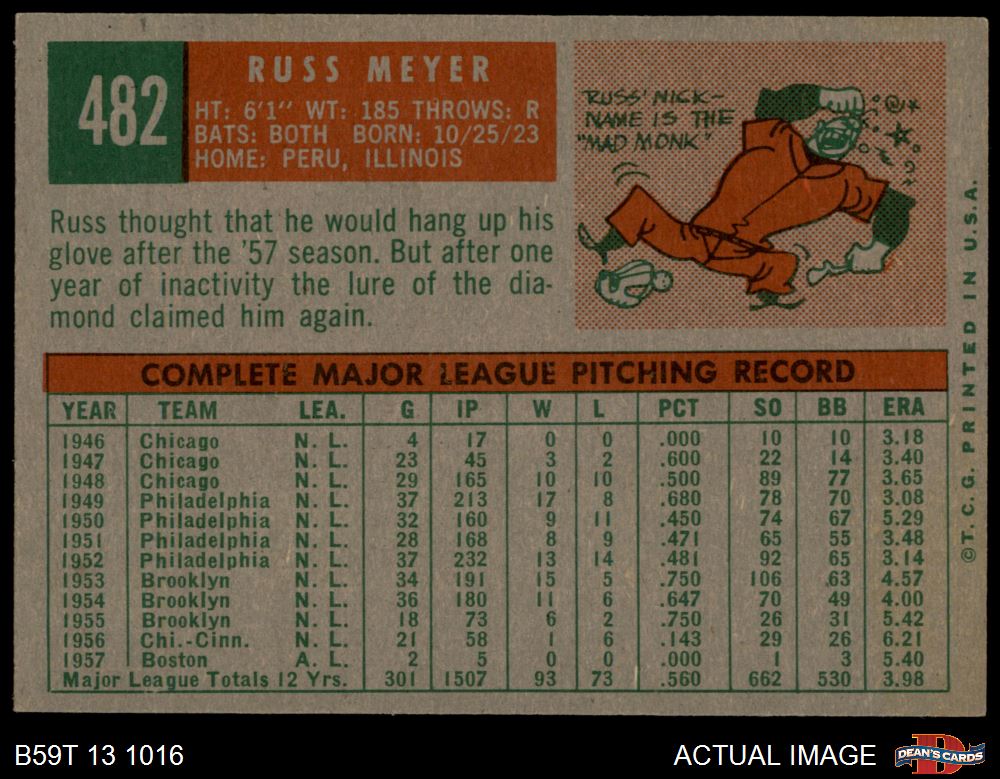 482
RUSS MEYER
HT: 6'1" WT: 185 THROWS: R
BATS: BOTH BORN: 10/25/23
HOME: PERU, ILLINOIS
RUSS' NICK-
NAME IS THE
"MAD MONK"
Russ thought that he would hang up his
glove after the '57 season. But after one
year of inactivity the lure of the dia-
mond claimed him again.
COMPLETE MAJOR LEAGUE PITCHING RECORD
YEAR TEAM LEA. G IP W L PCT SO BB ERA
1946 Chicago N. L. 4 17 0 0 .000 10 10 3.18
1947 Chicago N. L. 23 45 3 2 .600 22 14 3.40
1948 Chicago N. L. 29 165 10 10 .500 89 77 3.65
1949 Philadelphia N. L. 37 213 17 8 .680 78 70 3.08
1950 Philadelphia N. L. 32 160 9 11 .450 74 67 5.29
1951 Philadelphia N. L. 28 168 8 9 .471 65 55 3.48
1952 Philadelphia N. L. 37 232 13 14 .481 92 65 3.14
1953 Brooklyn N. L. 34 191 15 5 .750 106 63 4.57
1954 Brooklyn N. L. 36 180 11 6 .647 70 49 4.00
1955 Brooklyn N. L. 18 73 6 2 .750 26 31 5.42
1956 Chi.-Cinn. N. L. 21 58 1 6 .143 29 26 6.21
1957 Boston A. L. 2 5 0 0 .000 1 3 5.40
Major League Totals 12 Yrs. 301 1507 93 73 .560 662 530 3.98
©T. C. G. PRINTED IN U.S.A.
B59T 13 1016
ACTUAL IMAGE
D
DEAN'S CARDS